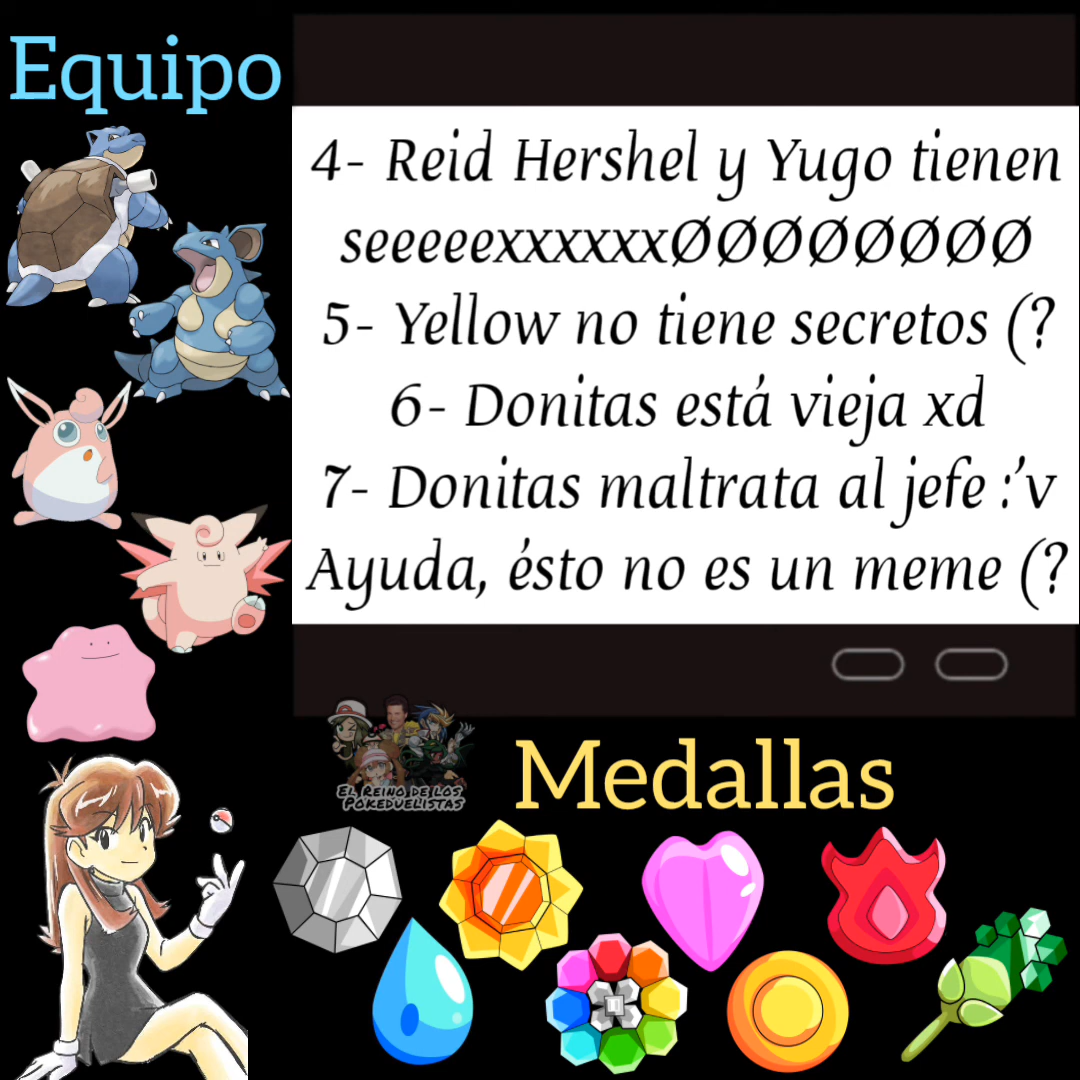 Equipo
4- Reid Hershel y Yugo tienen
seeeeexxxxxxØØØØØØØØ
5- Yellow no tiene secretos (?
6- Donitas está vieja xd
7- Donitas maltrata al jefe :’v
Ayuda, ésto no es un meme (?
El Reino de los
Pokeduelistas
Medallas